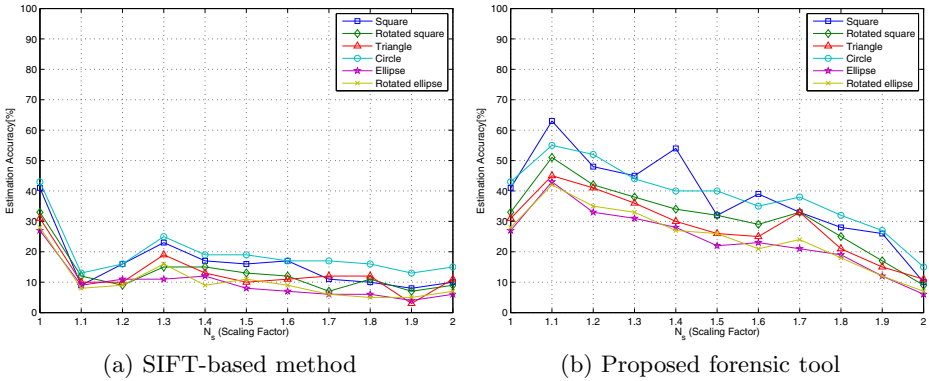 100
90
80
70
60
50
40
30
20
10
0
Estimation Accuracy[%]
1 1.1 1.2 1.3 1.4 1.5 1.6 1.7 1.8 1.9 2
N_s (Scaling Factor)
Square
Rotated square
Triangle
Circle
Ellipse
Rotated ellipse
(a) SIFT-based method
100
90
80
70
60
50
40
30
20
10
0
Estimation Accuracy[%]
1 1.1 1.2 1.3 1.4 1.5 1.6 1.7 1.8 1.9 2
N_s (Scaling Factor)
Square
Rotated square
Triangle
Circle
Ellipse
Rotated ellipse
(b) Proposed forensic tool